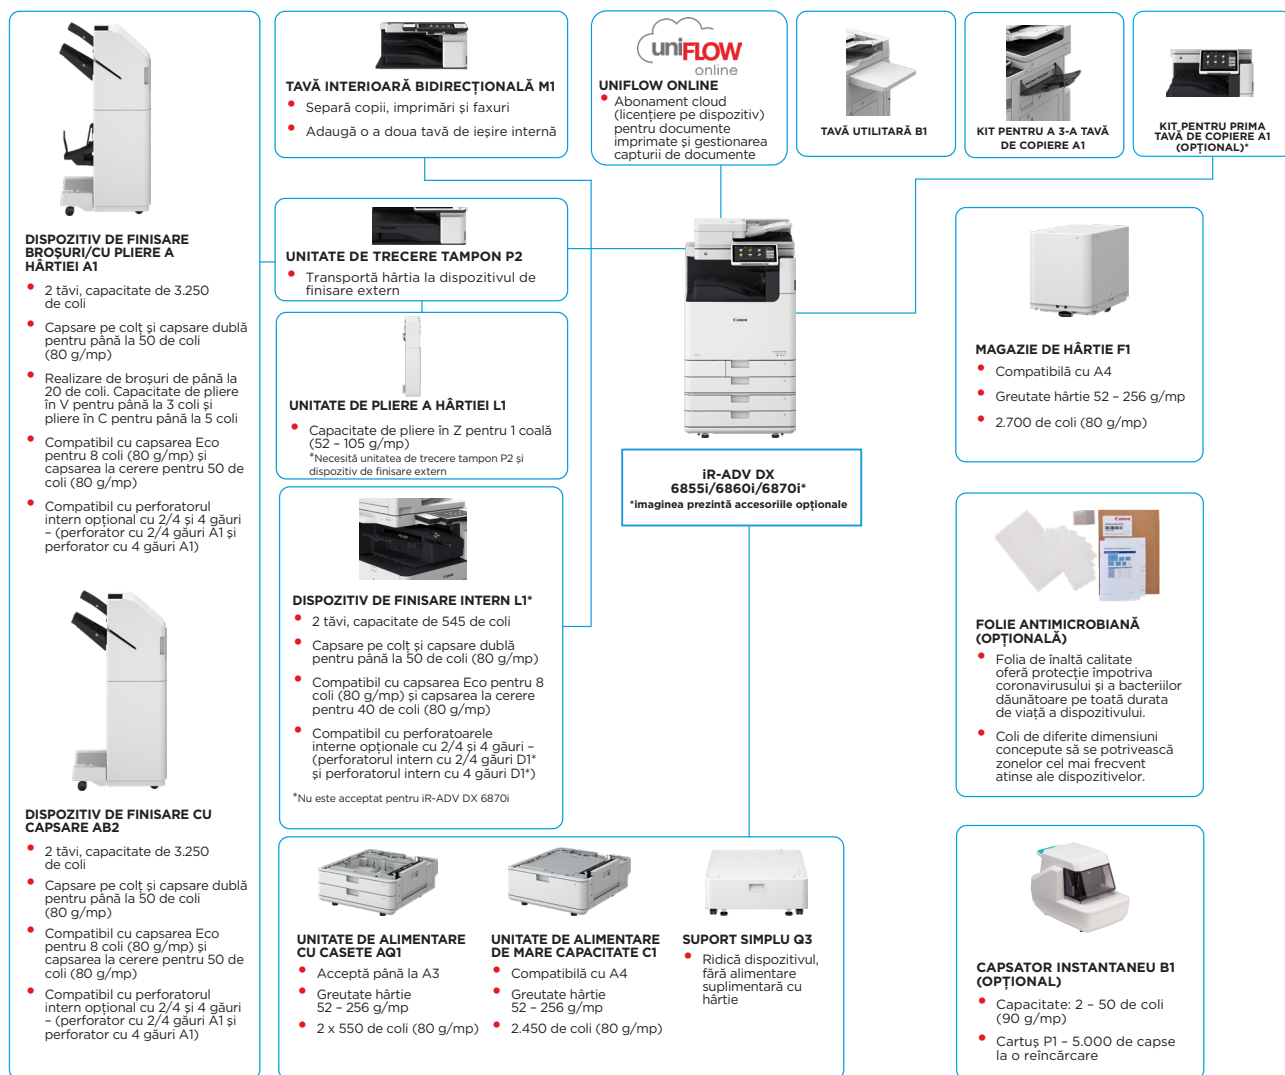 DISPOZITIV DE FINISARE
BROȘURI/CU PLIERE A
HÂRTIEI A1
• 2 tăvi, capacitate de 3.250
de coli
• Capsare pe colț și capsare dublă
pentru până la 50 de coli
(80 g/mp)
• Realizare de broșuri de până la
20 de coli. Capacitate de pliere
în V pentru până la 3 coli și
pliere în C pentru până la 5 coli
• Compatibil cu capsarea Eco
pentru 8 coli (80 g/mp) și
capsarea la cerere pentru 50 de
coli (80 g/mp)
• Compatibil cu perforatorul
intern opțional cu 2/4 și 4 găuri
– (perforator cu 2/4 găuri A1 și
perforator cu 4 găuri A1)
DISPOZITIV DE FINISARE CU
CAPSARE AB2
• 2 tăvi, capacitate de 3.250
de coli
• Capsare pe colț și capsare dublă
pentru până la 50 de coli
(80 g/mp)
• Compatibil cu capsarea Eco
pentru 8 coli (80 g/mp) și
capsarea la cerere pentru 50 de
coli (80 g/mp)
• Compatibil cu perforatorul
intern opțional cu 2/4 și 4 găuri
– (perforator cu 2/4 găuri A1 și
perforator cu 4 găuri A1)
TAVĂ INTERIOARĂ BIDIRECȚIONALĂ M1
• Separă copii, imprimări și faxuri
• Adaugă o a doua tavă de ieșire internă
UNITATE DE TRECERE TAMPON P2
• Transportă hârtia la dispozitivul de
finisare extern
UNITATE DE PLIERE A HÂRTIEI L1
• Capacitate de pliere în Z pentru 1 coală
(52 – 105 g/mp)
*Necesită unitatea de trecere tampon P2 și
dispozitiv de finisare extern
DISPOZITIV DE FINISARE INTERN L1*
• 2 tăvi, capacitate de 545 de coli
• Capsare pe colț și capsare dublă
pentru până la 50 de coli (80 g/mp)
• Compatibil cu capsarea Eco pentru 8
coli (80 g/mp) și capsarea la cerere
pentru 40 de coli (80 g/mp)
• Compatibil cu perforatoarele
interne opționale cu 2/4 și 4 găuri –
(perforatorul intern cu 2/4 găuri D1*
și perforatorul intern cu 4 găuri D1*)
*Nu este acceptat pentru iR-ADV DX 6870i
uniFLOW
online
UNIFLOW ONLINE
• Abonament cloud
(licențiere pe dispozitiv)
pentru documente
imprimate și gestionarea
capturii de documente
TAVĂ UTILITARĂ B1
KIT PENTRU A 3-A TAVĂ
DE COPIERE A1
KIT PENTRU PRIMA
TAVĂ DE COPIERE A1
(OPȚIONAL)*
Canon
iR-ADV DX
6855i/6860i/6870i*
*imaginea prezintă accesoriile opționale
MAGAZIE DE HÂRTIE F1
• Compatibilă cu A4
• Greutate hârtie 52 – 256 g/mp
• 2.700 de coli (80 g/mp)
Canon
FOLIE ANTIMICROBIANĂ
(OPȚIONALĂ)
• Folia de înaltă calitate
oferă protecție împotriva
coronavirusului și a bacteriilor
dăunătoare pe toată durata
de viață a dispozitivului.
• Coli de diferite dimensiuni
concepute să se potrivească
zonelor cel mai frecvent
atinse ale dispozitivelor.
UNITATE DE ALIMENTARE
CU CASETE AQ1
• Acceptă până la A3
• Greutate hârtie
52 – 256 g/mp
• 2 x 550 de coli (80 g/mp)
UNITATE DE ALIMENTARE
DE MARE CAPACITATE C1
• Compatibilă cu A4
• Greutate hârtie
52 – 256 g/mp
• 2.450 de coli (80 g/mp)
SUPORT SIMPLU Q3
• Ridică dispozitivul,
fără alimentare
suplimentară cu
hârtie
CAPSATOR INSTANTANEU B1
(OPȚIONAL)
• Capacitate: 2 – 50 de coli
(90 g/mp)
• Cartuș P1 – 5.000 de capse
la o reîncărcare